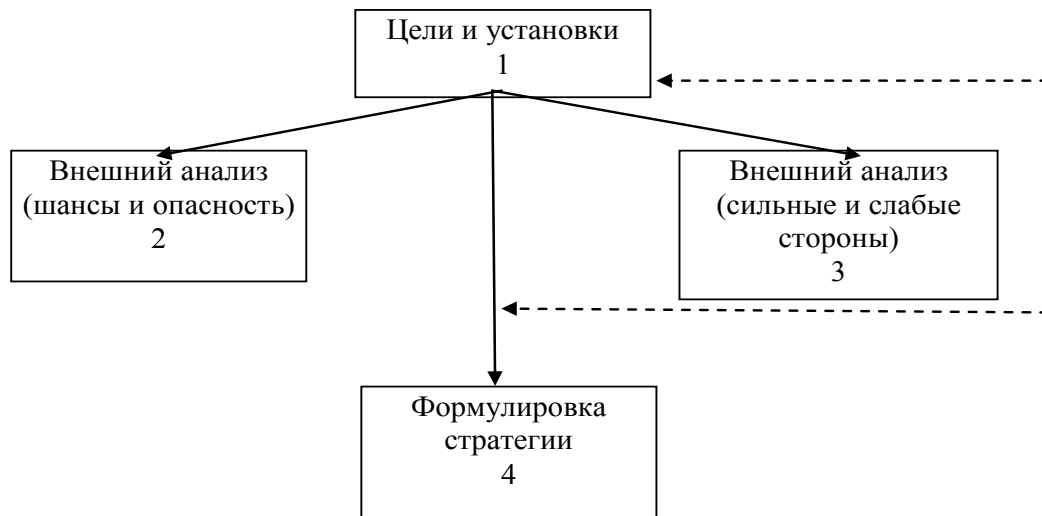 Цели и установки
1
Внешний анализ
(шансы и опасность)
2
Внешний анализ
(сильные и слабые
стороны)
3
Формулировка
стратегии
4